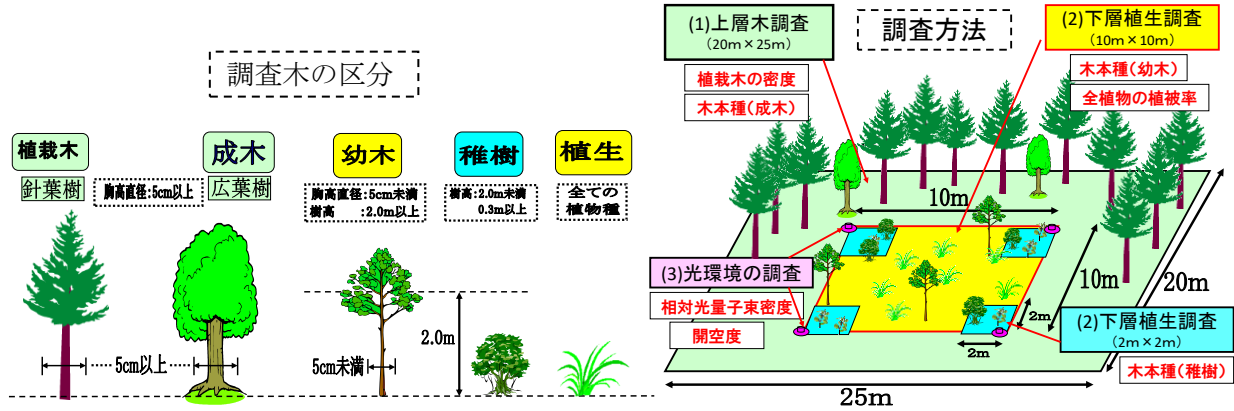 調査木の区分
植栽木
針葉樹
胸高直径:5cm以上
成木
広葉樹
幼木
胸高直径:5cm未満
樹高　　:2.0m以上
稚樹
樹高:2.0m未満
0.3m以上
植生
全ての
植物種
5cm以上
5cm未満
2.0m
調査方法
(1)上層木調査
(20m×25m)
植栽木の密度
木本種(成木)
(2)下層植生調査
(10m×10m)
木本種(幼木)
全植物の植被率
10m
10m
20m
(3)光環境の調査
相対光量子束密度
開空度
2m
2m
(2)下層植生調査
(2m×2m)
木本種(稚樹)
25m